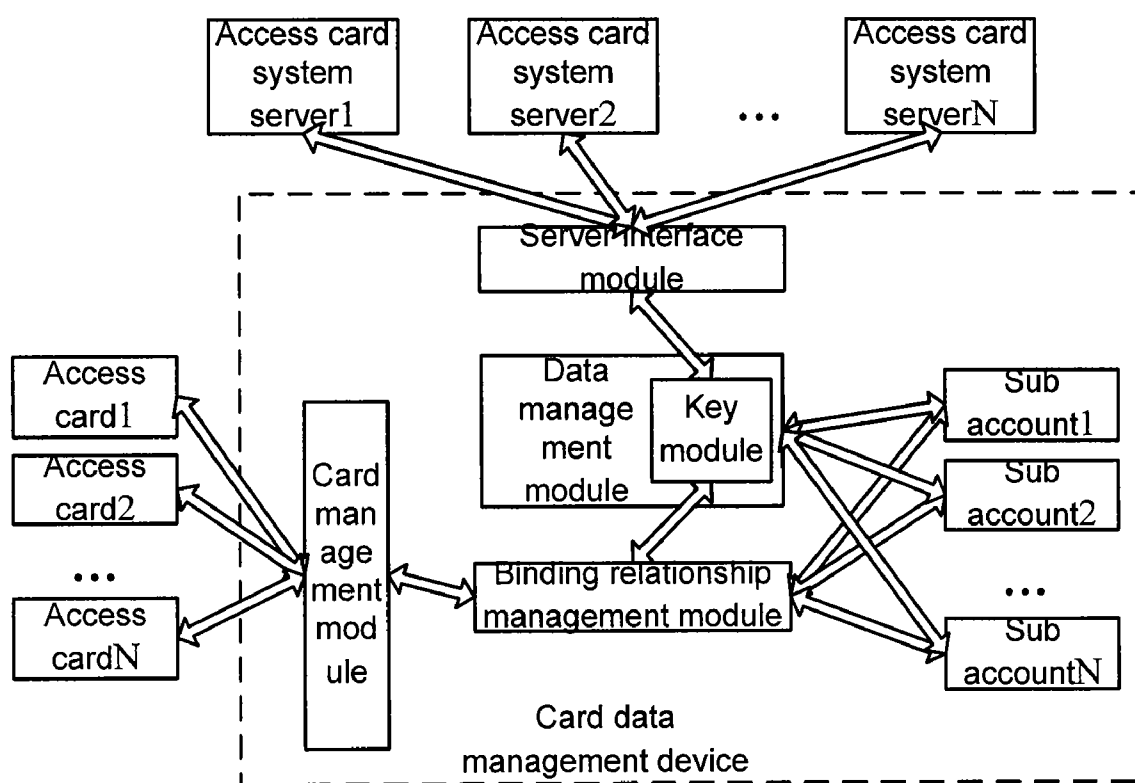 Access card
system
server1
Access card
system
server2
...
Access card
system
serverN
Server interface
module
Data
manage
ment
module
Key
module
Access
card1
Access
card2
...
Access
cardN
Card
man
age
ment
mod
ule
Binding relationship
management module
Sub
account1
Sub
account2
...
Sub
accountN
Card data
management device